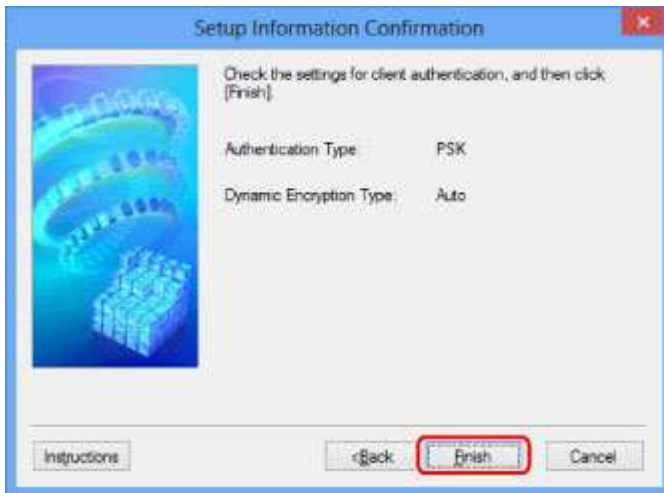 Setup Information Confirmation
Check the settings for client authentication, and then click
[Finish].
Authentication Type: PSK
Dynamic Encryption Type: Auto
Instructions
<Back
Finish
Cancel